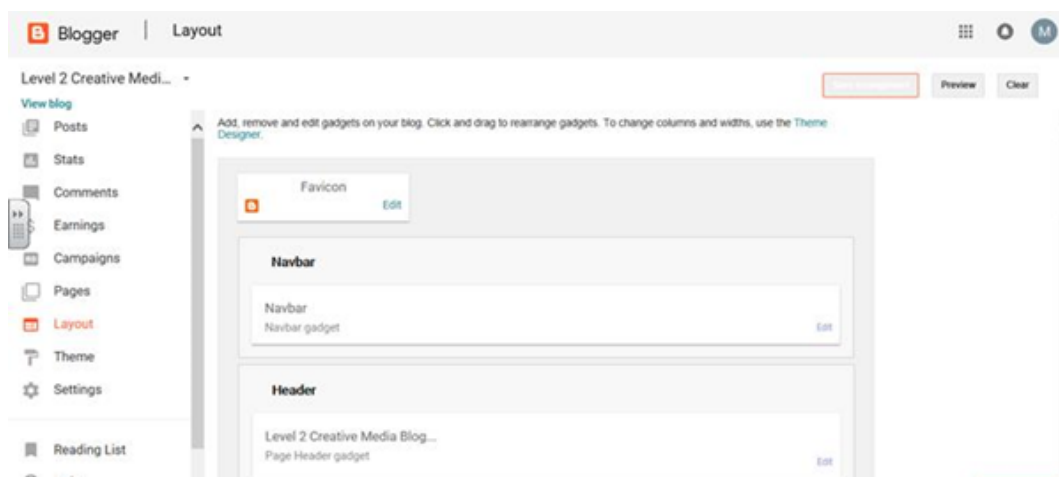 Blogger | Layout
M
Level 2 Creative Medi...
Preview
Clear
View blog
Posts
Stats
Comments
Earnings
Campaigns
Pages
Layout
Theme
Settings
Reading List
Add, remove and edit gadgets on your blog. Click and drag to rearrange gadgets. To change columns and widths, use the Theme
Designer.
Favicon
Edit
Navbar
Navbar
Navbar gadget
Edit
Header
Level 2 Creative Media Blog...
Page Header gadget
Edit